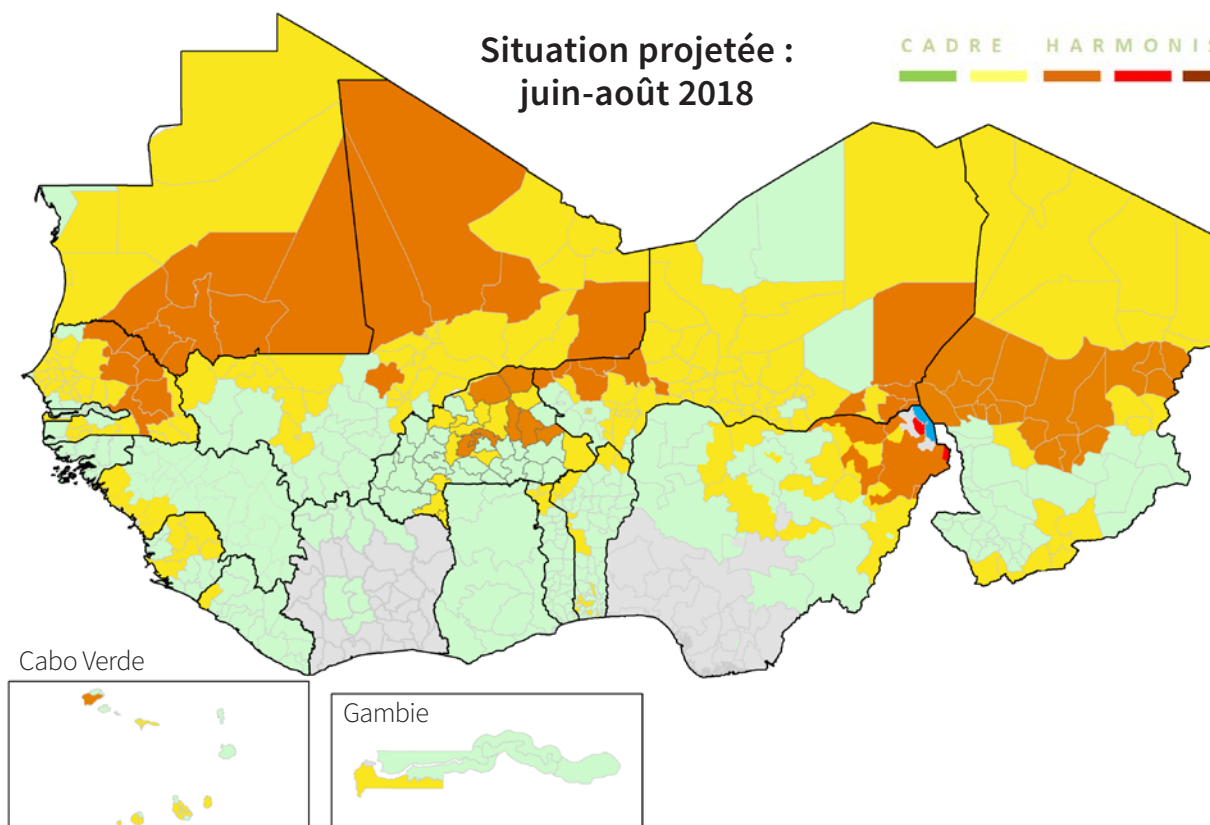 Situation projetée :
juin-août 2018
CADRE HARMONIS
Cabo Verde
Gambie